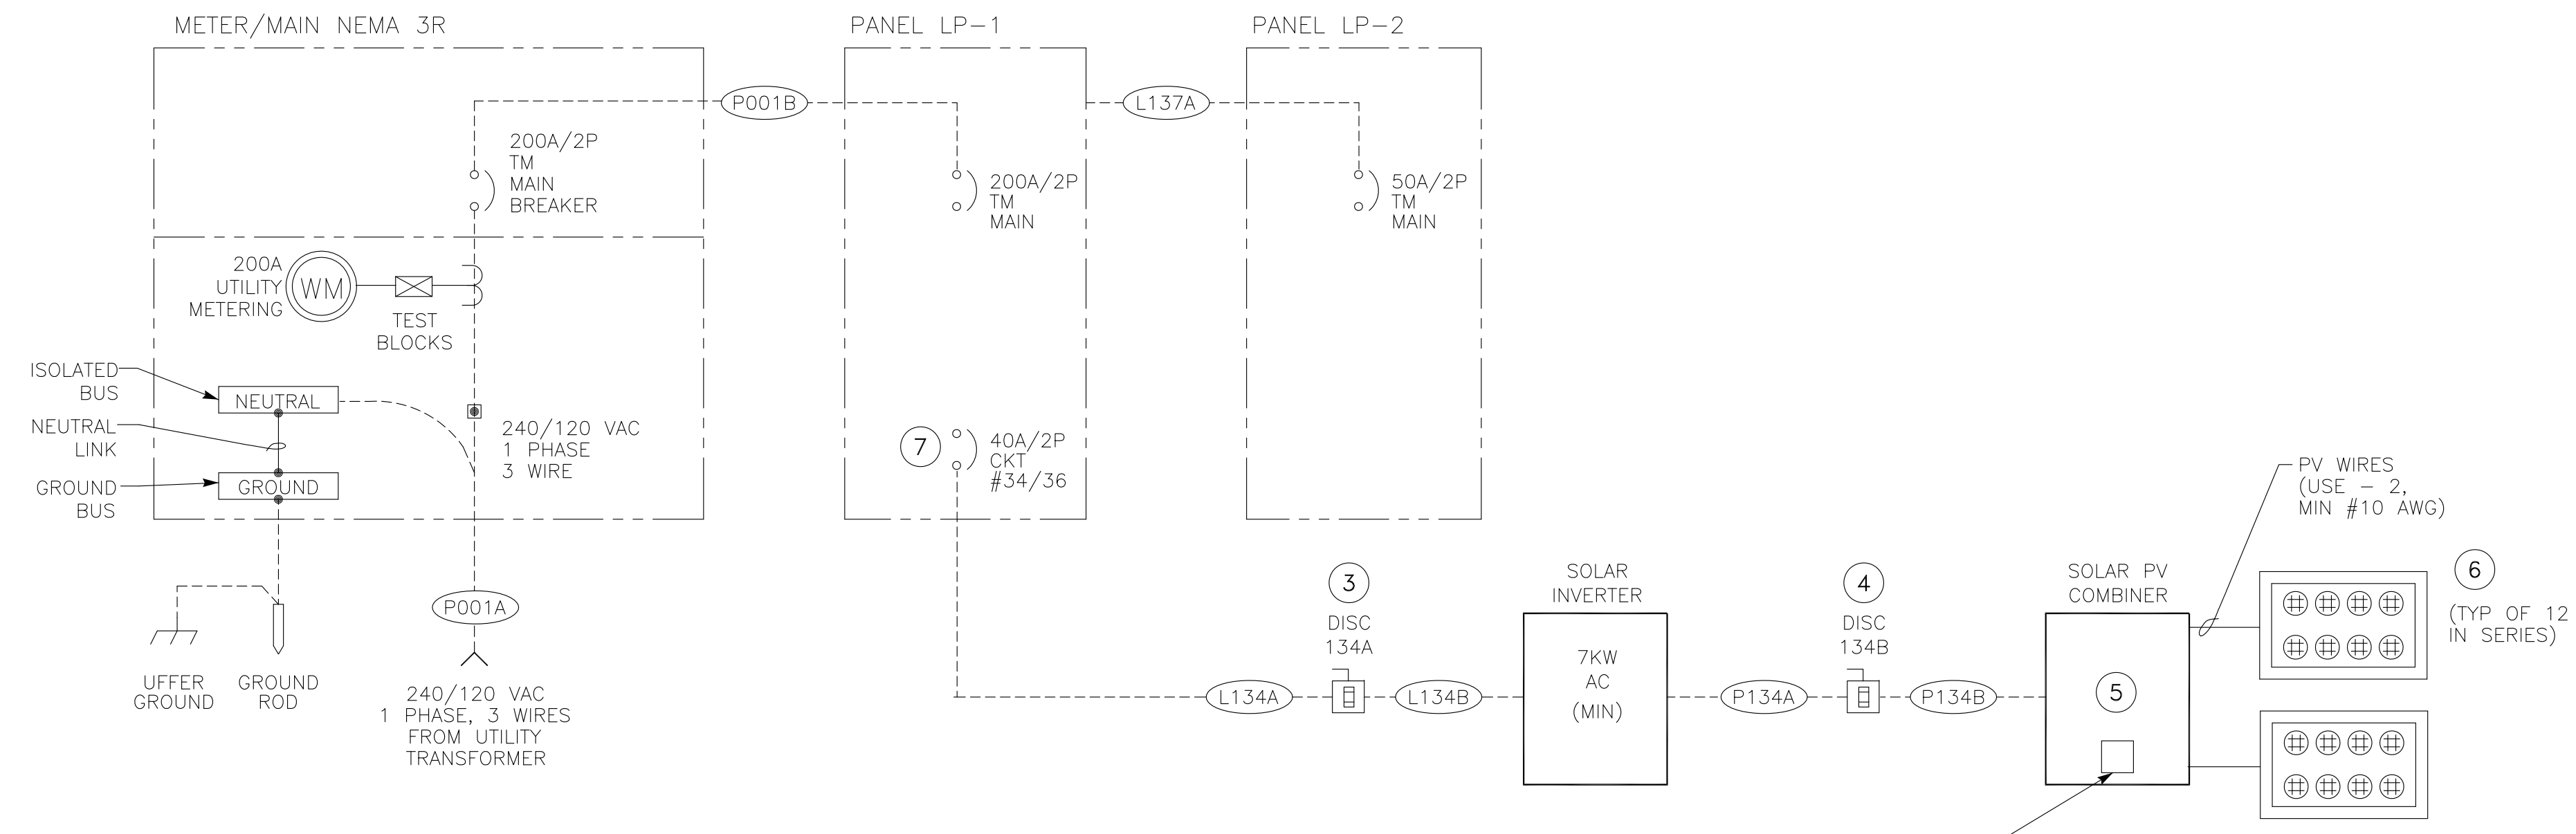 METER/MAIN NEMA 3R
PANEL LP-1
PANEL LP-2
P001B
L137A
200A/2P
TM
MAIN
BREAKER
200A/2P
TM
MAIN
50A/2P
TM
MAIN
200A
UTILITY
METERING
WM
TEST
BLOCKS
ISOLATED
BUS
NEUTRAL
NEUTRAL
LINK
GROUND
BUS
GROUND
240/120 VAC
1 PHASE
3 WIRE
7
40A/2P
CKT
#34/36
P001A
UFFER
GROUND
GROUND
ROD
240/120 VAC
1 PHASE, 3 WIRES
FROM UTILITY
TRANSFORMER
L134A
3
DISC
134A
L134B
SOLAR
INVERTER
7KW
AC
(MIN)
P134A
4
DISC
134B
P134B
SOLAR PV
COMBINER
5
PV WIRES
(USE - 2,
MIN #10 AWG)
6
(TYP OF 12
IN SERIES)